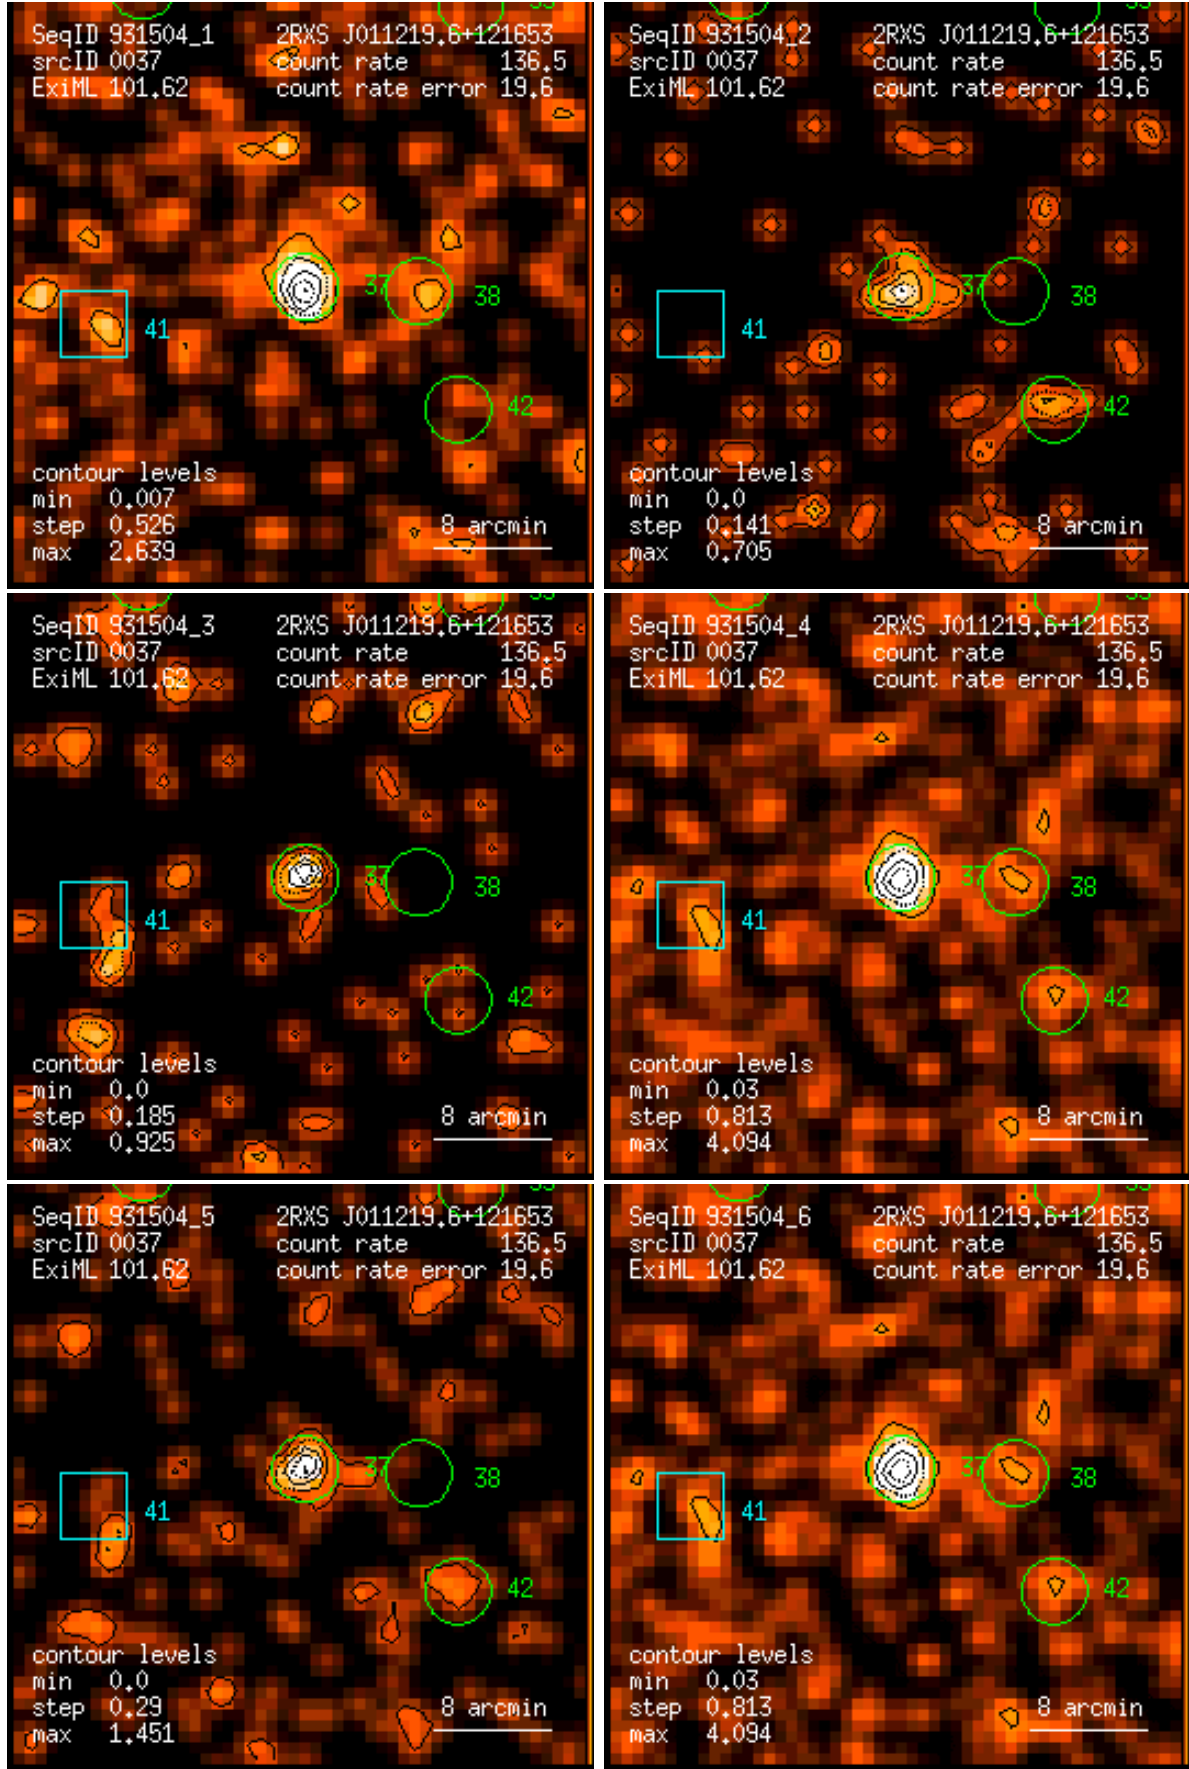 SeqID 931504_1 2RXS J011219.6+121653
srcID 0037 count rate 136.5
ExiML 101.62 count rate error 19.6
37
38
41
42
contour levels
min 0.007
step 0.526 8 arcmin
max 2.639
SeqID 931504_2 2RXS J011219.6+121653
srcID 0037 count rate 136.5
ExiML 101.62 count rate error 19.6
37
38
41
42
contour levels
min 0.0
step 0.141 8 arcmin
max 0.705
SeqID 931504_3 2RXS J011219.6+121653
srcID 0037 count rate 136.5
ExiML 101.62 count rate error 19.6
37
38
41
42
contour levels
min 0.0
step 0.185 8 arcmin
max 0.925
SeqID 931504_4 2RXS J011219.6+121653
srcID 0037 count rate 136.5
ExiML 101.62 count rate error 19.6
37
38
41
42
contour levels
min 0.03
step 0.813 8 arcmin
max 4.094
SeqID 931504_5 2RXS J011219.6+121653
srcID 0037 count rate 136.5
ExiML 101.62 count rate error 19.6
37
38
41
42
contour levels
min 0.0
step 0.29 8 arcmin
max 1.451
SeqID 931504_6 2RXS J011219.6+121653
srcID 0037 count rate 136.5
ExiML 101.62 count rate error 19.6
37
38
41
42
contour levels
min 0.03
step 0.813 8 arcmin
max 4.094